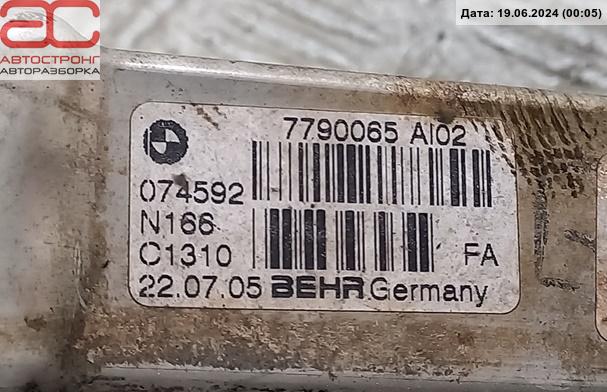 АС
АВТОСТРОНГ
АВТОРАЗБОРКА
Дата: 19.06.2024 (00:05)
7790065 AI02
074592
N166
C1310
FA
22.07.05 BEHR Germany